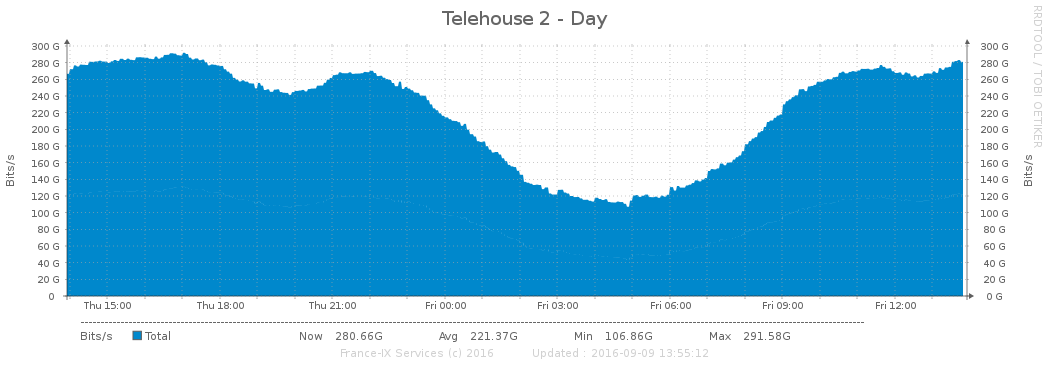 Telehouse 2 - Day
RRDTOOL / TOBI OETIKER
Bits/s
300 G
280 G
260 G
240 G
220 G
200 G
180 G
160 G
140 G
120 G
100 G
80 G
60 G
40 G
20 G
0
300 G
280 G
260 G
240 G
220 G
200 G
180 G
160 G
140 G
120 G
100 G
80 G
60 G
40 G
20 G
0 G
Bits/s
Thu 15:00 Thu 18:00 Thu 21:00 Fri 00:00 Fri 03:00 Fri 06:00 Fri 09:00 Fri 12:00
Bits/s Total Now 280.66G Avg 221.37G Min 106.86G Max 291.58G
France-IX Services (c) 2016 Updated : 2016-09-09 13:55:12